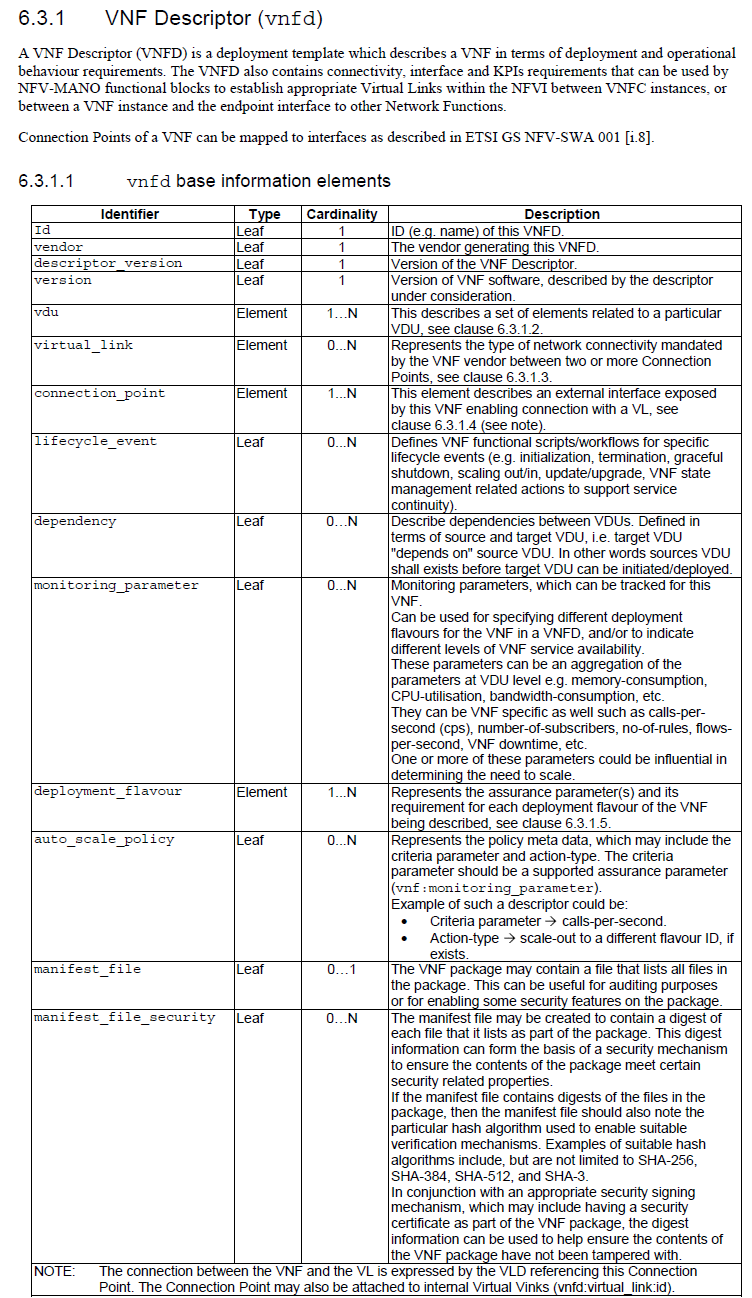 6.3.1 VNF Descriptor (vnfd)
A VNF Descriptor (VNFD) is a deployment template which describes a VNF in terms of deployment and operational
behaviour requirements. The VNFD also contains connectivity, interface and KPIs requirements that can be used by
NFV-MANO functional blocks to establish appropriate Virtual Links within the NFVI between VNFC instances, or
between a VNF instance and the endpoint interface to other Network Functions.
Connection Points of a VNF can be mapped to interfaces as described in ETSI GS NFV-SWA 001 [i.8].
6.3.1.1 vnfd base information elements
Identifier Type Cardinality Description
Id Leaf 1 ID (e.g. name) of this VNFD.
vendor Leaf 1 The vendor generating this VNFD.
descriptor_version Leaf 1 Version of the VNF Descriptor.
version Leaf 1 Version of VNF software, described by the descriptor
under consideration.
vdu Element 1...N This describes a set of elements related to a particular
VDU, see clause 6.3.1.2.
virtual_link Element 0...N Represents the type of network connectivity mandated
by the VNF vendor between two or more Connection
Points, see clause 6.3.1.3.
connection_point Element 1...N This element describes an external interface exposed
by this VNF enabling connection with a VL, see
clause 6.3.1.4 (see note).
lifecycle_event Leaf 0...N Defines VNF functional scripts/workflows for specific
lifecycle events (e.g. initialization, termination, graceful
shutdown, scaling out/in, update/upgrade, VNF state
management related actions to support service
continuity).
dependency Leaf 0...N Describe dependencies between VDUs. Defined in
terms of source and target VDU, i.e. target VDU
"depends on" source VDU. In other words sources VDU
shall exists before target VDU can be initiated/deployed.
monitoring_parameter Leaf 0...N Monitoring parameters, which can be tracked for this
VNF.
Can be used for specifying different deployment
flavours for the VNF in a VNFD, and/or to indicate
different levels of VNF service availability.
These parameters can be an aggregation of the
parameters at VDU level e.g. memory-consumption,
CPU-utilisation, bandwidth-consumption, etc.
They can be VNF specific as well such as calls-per-
second (cps), number-of-subscribers, no-of-rules, flows-
per-second, VNF downtime, etc.
One or more of these parameters could be influential in
determining the need to scale.
deployment_flavour Element 1...N Represents the assurance parameter(s) and its
requirement for each deployment flavour of the VNF
being described, see clause 6.3.1.5.
auto_scale_policy Leaf 0...N Represents the policy meta data, which may include the
criteria parameter and action-type. The criteria
parameter should be a supported assurance parameter
(vnf:monitoring_parameter).
Example of such a descriptor could be:
• Criteria parameter → calls-per-second.
• Action-type → scale-out to a different flavour ID, if
exists.
manifest_file Leaf 0...1 The VNF package may contain a file that lists all files in
the package. This can be useful for auditing purposes
or for enabling some security features on the package.
manifest_file_security Leaf 0...N The manifest file may be created to contain a digest of
each file that it lists as part of the package. This digest
information can form the basis of a security mechanism
to ensure the contents of the package meet certain
security related properties.
If the manifest file contains digests of the files in the
package, then the manifest file should also note the
particular hash algorithm used to enable suitable
verification mechanisms. Examples of suitable hash
algorithms include, but are not limited to SHA-256,
SHA-384, SHA-512, and SHA-3.
In conjunction with an appropriate security signing
mechanism, which may include having a security
certificate as part of the VNF package, the digest
information can be used to help ensure the contents of
the VNF package have not been tampered with.
NOTE: The connection between the VNF and the VL is expressed by the VLD referencing this Connection
Point. The Connection Point may also be attached to internal Virtual Vinks (vnfd:virtual_link:id).